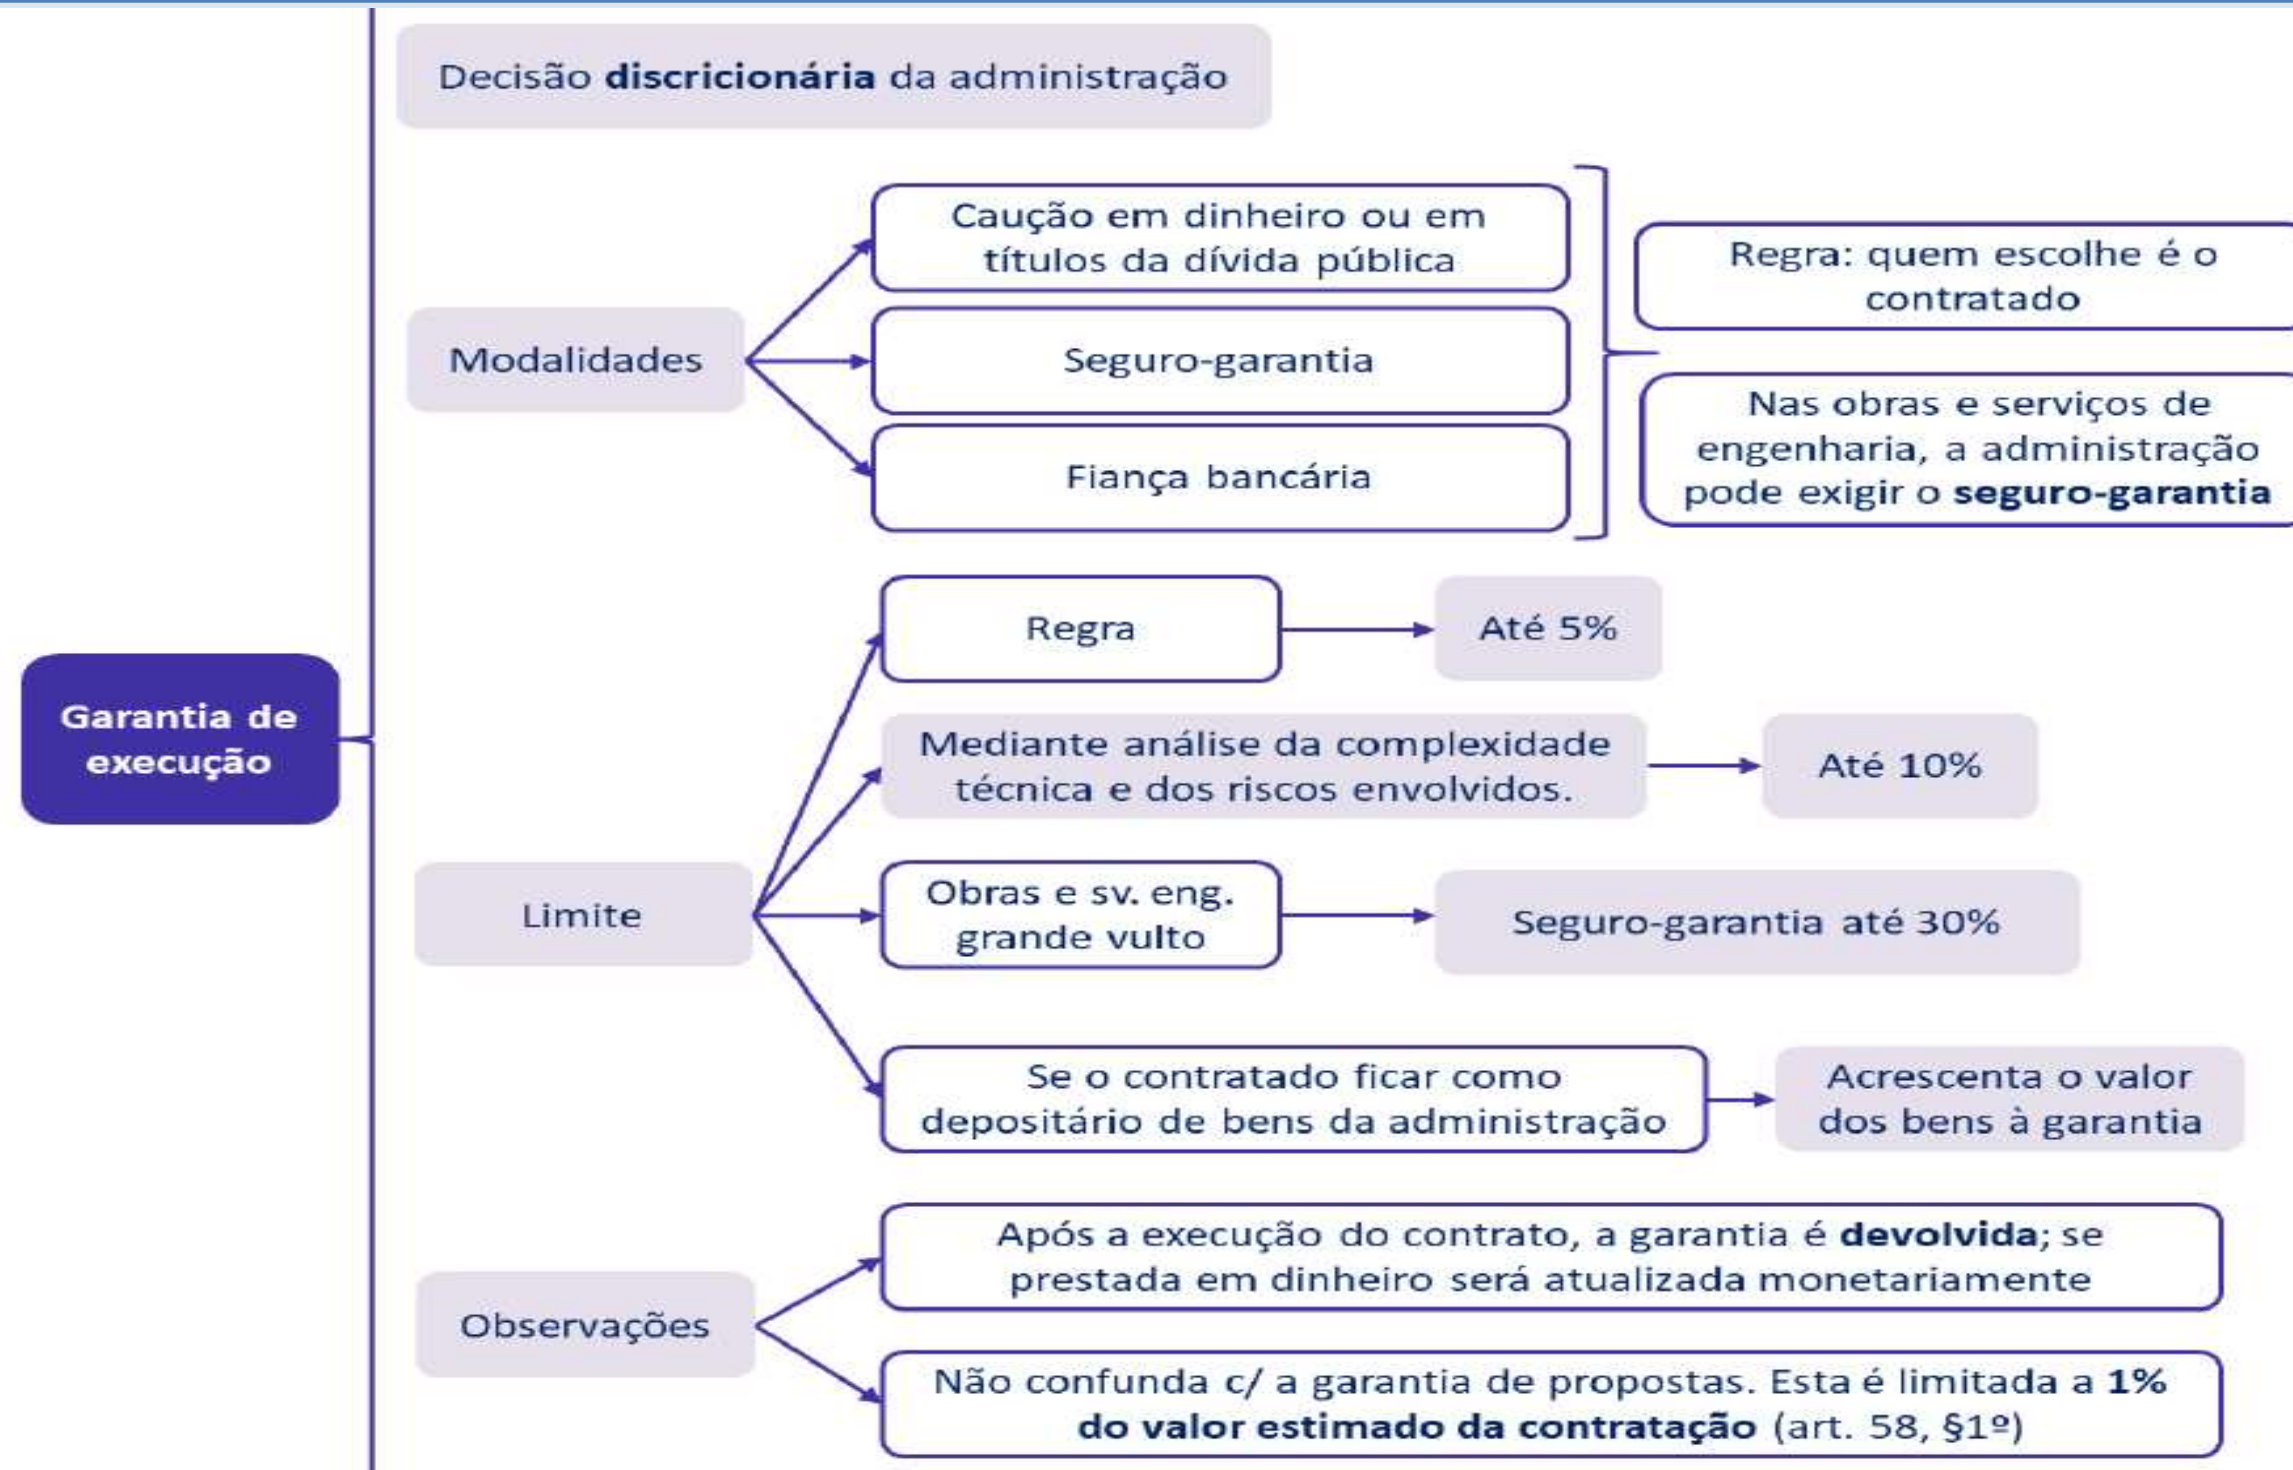 Decisão discricionária da administração
Modalidades
Caução em dinheiro ou em
títulos da dívida pública
Seguro-garantia
Fiança bancária
Regra: quem escolhe é o
contratado
Nas obras e serviços de
engenharia, a administração
pode exigir o seguro-garantia
Garantia de
execução
Limite
Regra
Até 5%
Mediante análise da complexidade
técnica e dos riscos envolvidos.
Até 10%
Obras e sv. eng.
grande vulto
Seguro-garantia até 30%
Se o contratado ficar como
depositário de bens da administração
Acrescenta o valor
dos bens à garantia
Observações
Após a execução do contrato, a garantia é devolvida; se
prestada em dinheiro será atualizada monetariamente
Não confunda c/ a garantia de propostas. Esta é limitada a 1%
do valor estimado da contratação (art. 58, §1º)